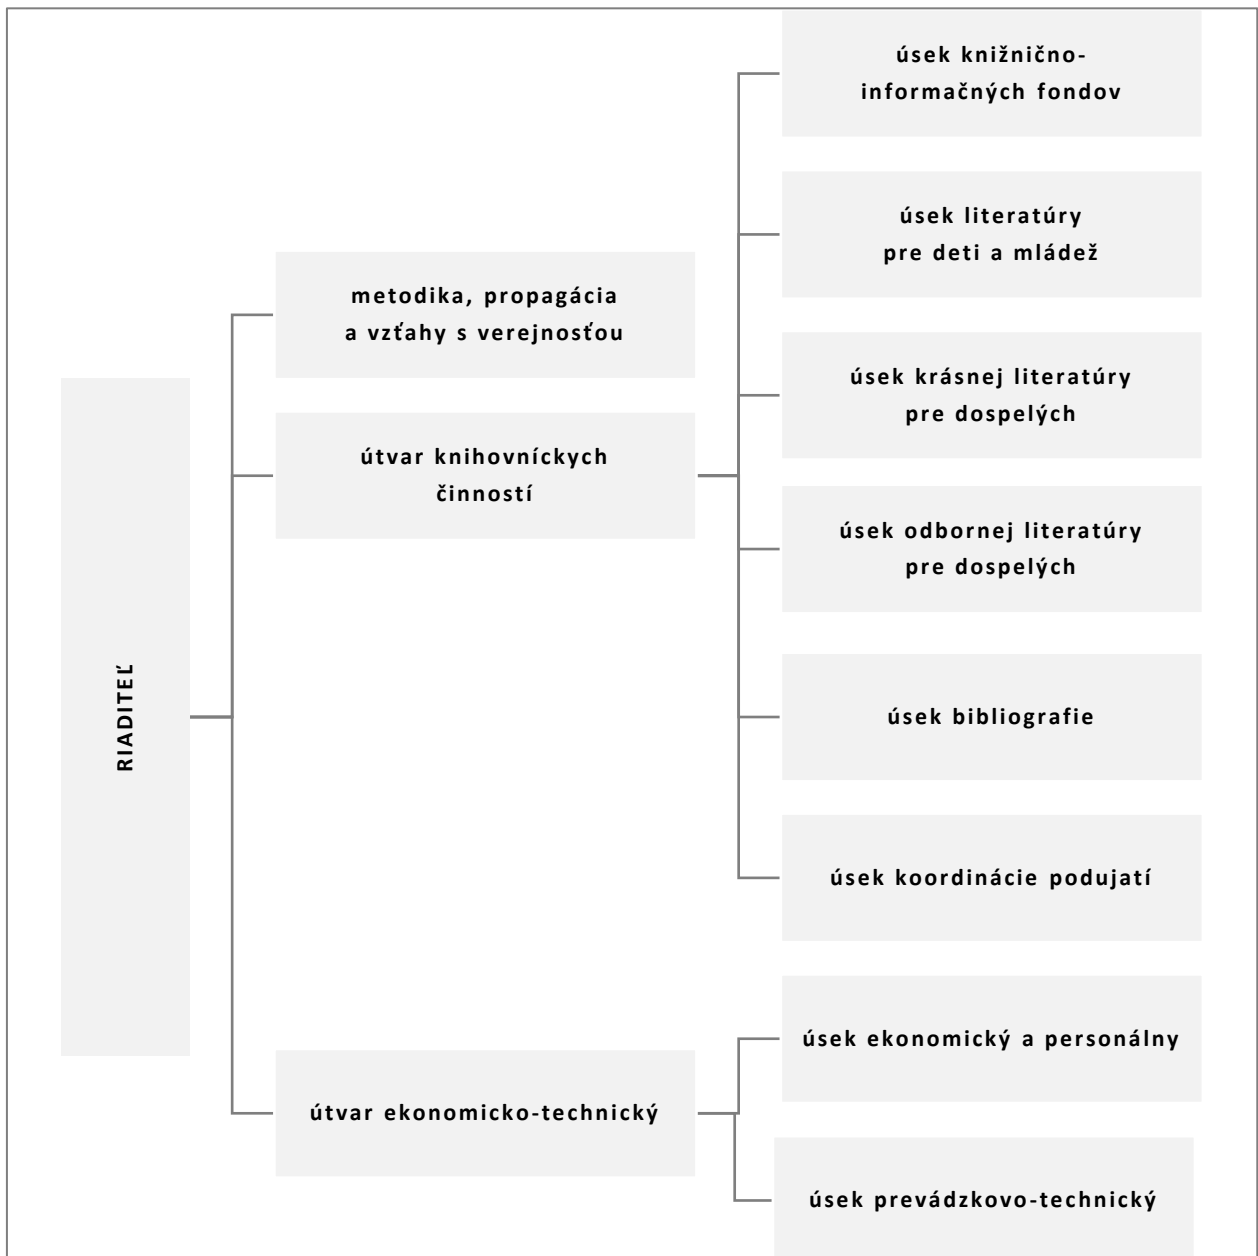 RIADITEĽ
metodika, propagácia
a vzťahy s verejnosťou
útvar knihovníckych
činností
úsek knižnično-
informačných fondov
úsek literatúry
pre deti a mládež
úsek krásnej literatúry
pre dospelých
úsek odbornej literatúry
pre dospelých
úsek bibliografie
úsek koordinácie podujatí
útvar ekonomicko-technický
úsek ekonomický a personálny
úsek prevádzkovo-technický